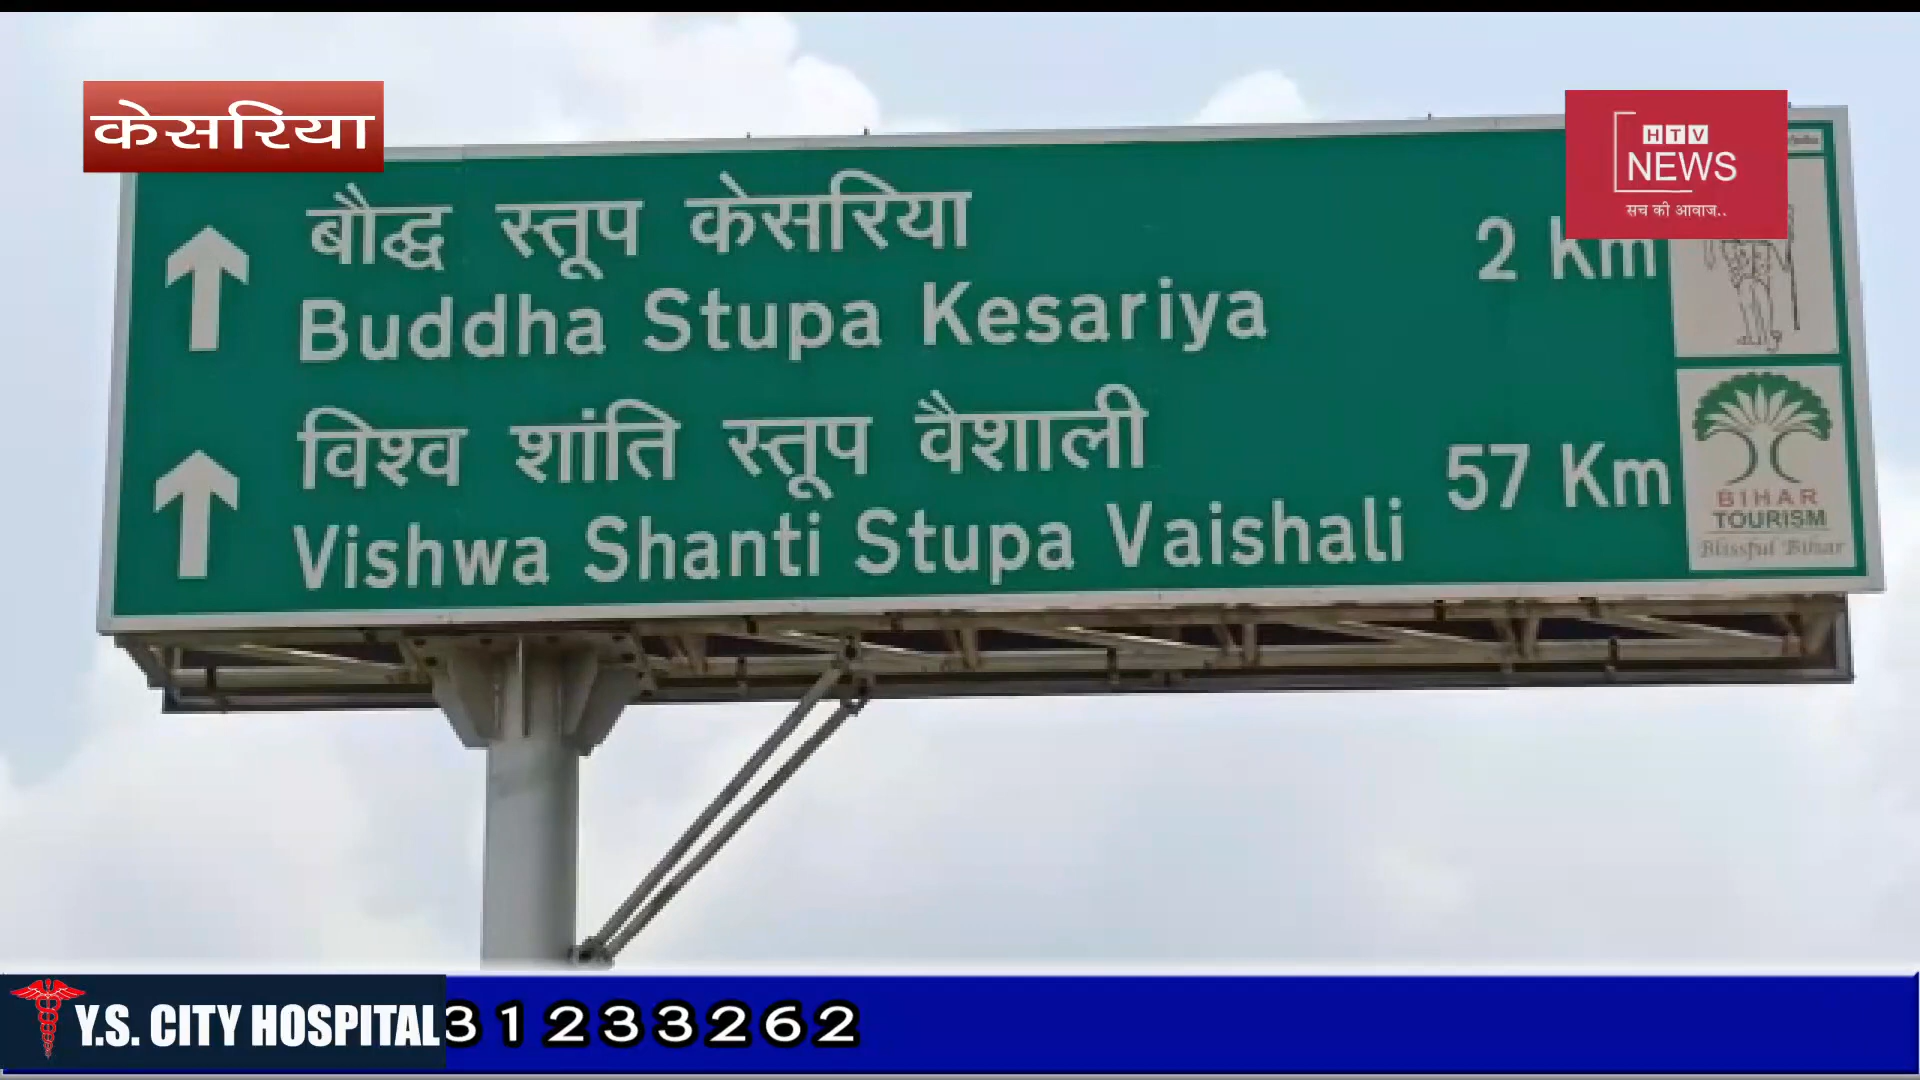 केसरिया
HTV
NEWS
सच की आवाज..
बौद्ध स्तूप केसरिया
Buddha Stupa Kesariya
2 Km
विश्व शांति स्तूप वैशाली
Vishwa Shanti Stupa Vaishali
57 Km
BIHAR
TOURISM
Blissful Bihar
Y.S. CITY HOSPITAL
31233262